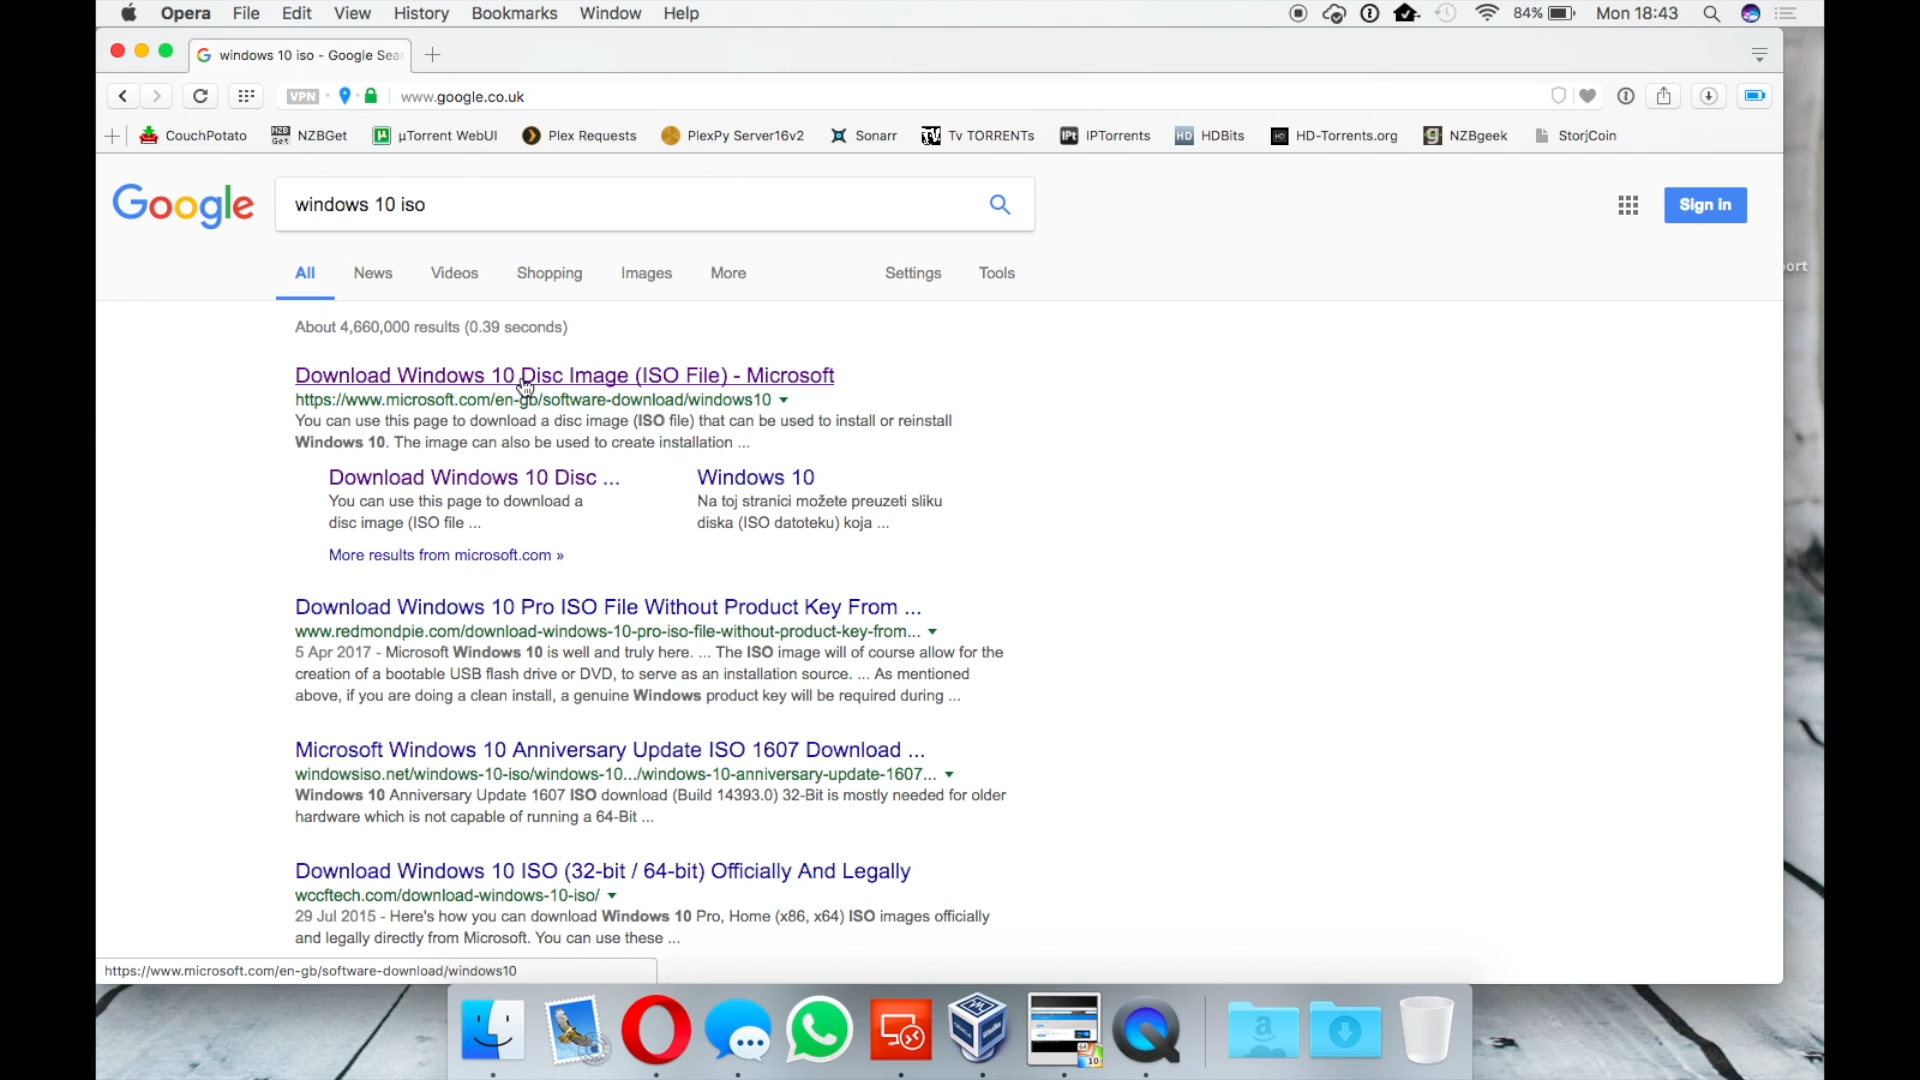 Opera File Edit View History Bookmarks Window Help 84% Mon 18:43
windows 10 iso - Google Sear
VPN www.google.co.uk
CouchPotato NZBGet µTorrent WebUI Plex Requests PlexPy Server16v2 Sonarr Tv TORRENTs IPTorrents HDBits HD-Torrents.org NZBgeek StorjCoin
Google windows 10 iso Sign in
All News Videos Shopping Images More Settings Tools
ort
About 4,660,000 results (0.39 seconds)
Download Windows 10 Disc Image (ISO File) - Microsoft
https://www.microsoft.com/en-gb/software-download/windows10
You can use this page to download a disc image (ISO file) that can be used to install or reinstall
Windows 10. The image can also be used to create installation ...
Download Windows 10 Disc ...
You can use this page to download a
disc image (ISO file ...
Windows 10
Na toj stranici možete preuzeti sliku
diska (ISO datoteku) koja ...
More results from microsoft.com »
Download Windows 10 Pro ISO File Without Product Key From ...
www.redmondpie.com/download-windows-10-pro-iso-file-without-product-key-from...
5 Apr 2017 - Microsoft Windows 10 is well and truly here. ... The ISO image will of course allow for the
creation of a bootable USB flash drive or DVD, to serve as an installation source. ... As mentioned
above, if you are doing a clean install, a genuine Windows product key will be required during ...
Microsoft Windows 10 Anniversary Update ISO 1607 Download ...
windowsiso.net/windows-10-iso/windows-10.../windows-10-anniversary-update-1607...
Windows 10 Anniversary Update 1607 ISO download (Build 14393.0) 32-Bit is mostly needed for older
hardware which is not capable of running a 64-Bit ...
Download Windows 10 ISO (32-bit / 64-bit) Officially And Legally
wccftech.com/download-windows-10-iso/
29 Jul 2015 - Here's how you can download Windows 10 Pro, Home (x86, x64) ISO images officially
and legally directly from Microsoft. You can use these ...
https://www.microsoft.com/en-gb/software-download/windows10